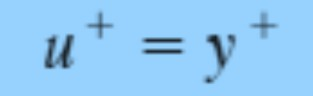 u⁺ = y⁺